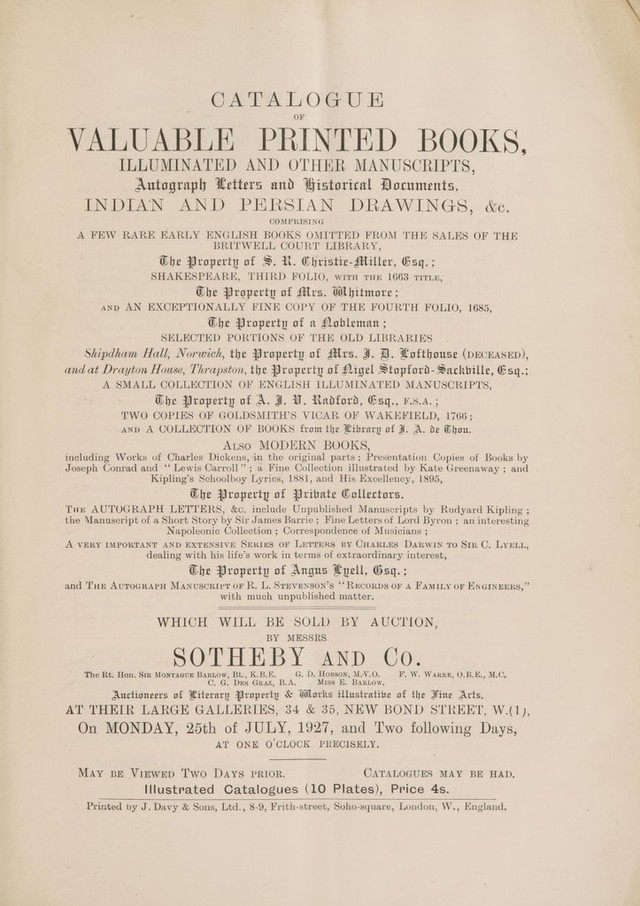 CATALOGUE
OF
VALUABLE PRINTED BOOKS,
ILLUMINATED AND OTHER MANUSCRIPTS,
Autograph Letters and Historical Documents,
INDIAN AND PERSIAN DRAWINGS, &c.
COMPRISING
A FEW RARE EARLY ENGLISH BOOKS OMITTED FROM THE SALES OF THE
BRITWELL COURT LIBRARY,
The Property of S. R. Christie-Miller, Esq.;
SHAKESPEARE, THIRD FOLIO, WITH THE 1663 TITLE,
The Property of Mrs. Whitmore;
AND AN EXCEPTIONALLY FINE COPY OF THE FOURTH FOLIO, 1685,
The Property of a Nobleman;
SELECTED PORTIONS OF THE OLD LIBRARIES
Shipdham Hall, Norwich, the Property of Mrs. J. D. Lofthouse (DECEASED),
and at Drayton House, Thrapston, the Property of Nigel Stopford-Sackville, Esq.;
A SMALL COLLECTION OF ENGLISH ILLUMINATED MANUSCRIPTS,
The Property of A. J. V. Radford, Esq., F.S.A.;
TWO COPIES OF GOLDSMITH'S VICAR OF WAKEFIELD, 1766;
AND A COLLECTION OF BOOKS from the Library of J. A. de Thou.
ALSO MODERN BOOKS,
including Works of Charles Dickens, in the original parts; Presentation Copies of Books by
Joseph Conrad and "Lewis Carroll"; a Fine Collection illustrated by Kate Greenaway; and
Kipling's Schoolboy Lyrics, 1881, and His Excellency, 1895,
The Property of Private Collectors.
THE AUTOGRAPH LETTERS, &c. include Unpublished Manuscripts by Rudyard Kipling;
the Manuscript of a Short Story by Sir James Barrie; Fine Letters of Lord Byron; an interesting
Napoleonic Collection; Correspondence of Musicians;
A VERY IMPORTANT AND EXTENSIVE SERIES OF LETTERS BY CHARLES DARWIN TO SIR C. LYELL,
dealing with his life's work in terms of extraordinary interest,
The Property of Angus Lyell, Esq.;
and THE AUTOGRAPH MANUSCRIPT OF R. L. STEVENSON'S "RECORDS OF A FAMILY OF ENGINEERS,"
with much unpublished matter.
WHICH WILL BE SOLD BY AUCTION,
BY MESSRS.
SOTHEBY AND CO.
The Rt. Hon. SIR MONTAGUE BARLOW, Bt., K.B.E. G. D. HOBSON, M.V.O. F. W. WARRE, O.B.E., M.C.
C. G. DES GRAZ, B.A. MISS E. BARLOW.
Auctioneers of Literary Property & Works illustrative of the Fine Arts,
AT THEIR LARGE GALLERIES, 34 & 35, NEW BOND STREET, W.(1),
On MONDAY, 25th of JULY, 1927, and Two following Days,
AT ONE O'CLOCK PRECISELY.
MAY BE VIEWED TWO DAYS PRIOR. CATALOGUES MAY BE HAD.
Illustrated Catalogues (10 Plates), Price 4s.
Printed by J. Davy & Sons, Ltd., 8-9, Frith-street, Soho-square, London, W., England.